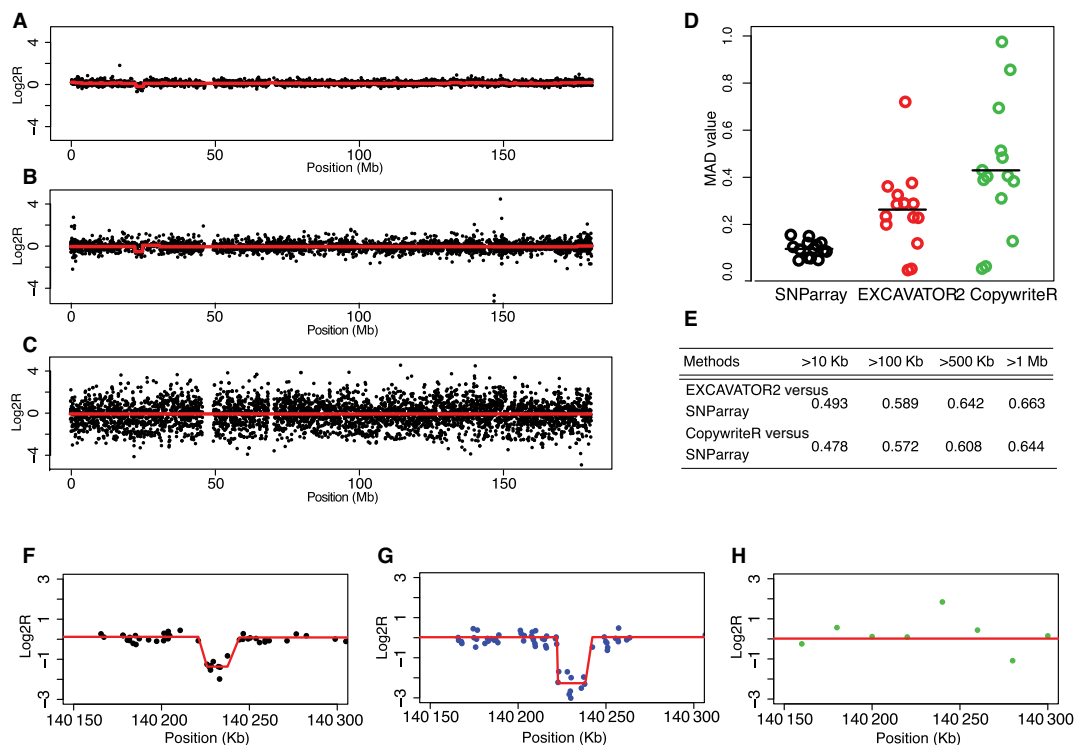 A
Log2R
4
0
−4
0
50
100
150
Position (Mb)
B
Log2R
4
0
−4
0
50
100
150
Position (Mb)
C
Log2R
4
0
−4
0
50
100
150
Position (Mb)
D
MAD value
1.0
0.8
0.6
0.4
0.2
0.0
SNParray EXCAVATOR2 CopywriteR
E
Methods >10 Kb >100 Kb >500 Kb >1 Mb
EXCAVATOR2 versus
SNParray 0.493 0.589 0.642 0.663
CopywriteR versus
SNParray 0.478 0.572 0.608 0.644
F
Log2R
3
1
−1
−3
140 150 140 200 140 250 140 300
Position (Kb)
G
Log2R
3
1
−1
−3
140 150 140 200 140 250 140 300
Position (Kb)
H
Log2R
3
1
−1
−3
140 150 140 200 140 260 140 300
Position (Kb)